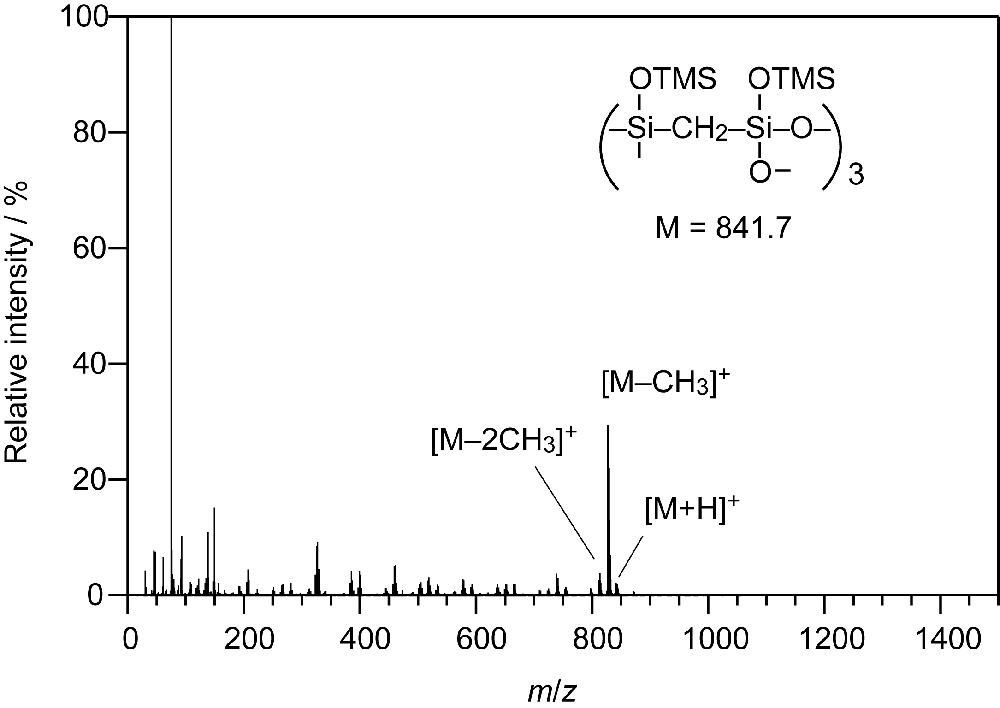 100
80
60
40
20
0
Relative intensity / %
OTMS OTMS
–Si–CH2–Si–O–
O–
3
M = 841.7
[M–CH3]+
[M–2CH3]+
[M+H]+
0 200 400 600 800 1000 1200 1400
m/z